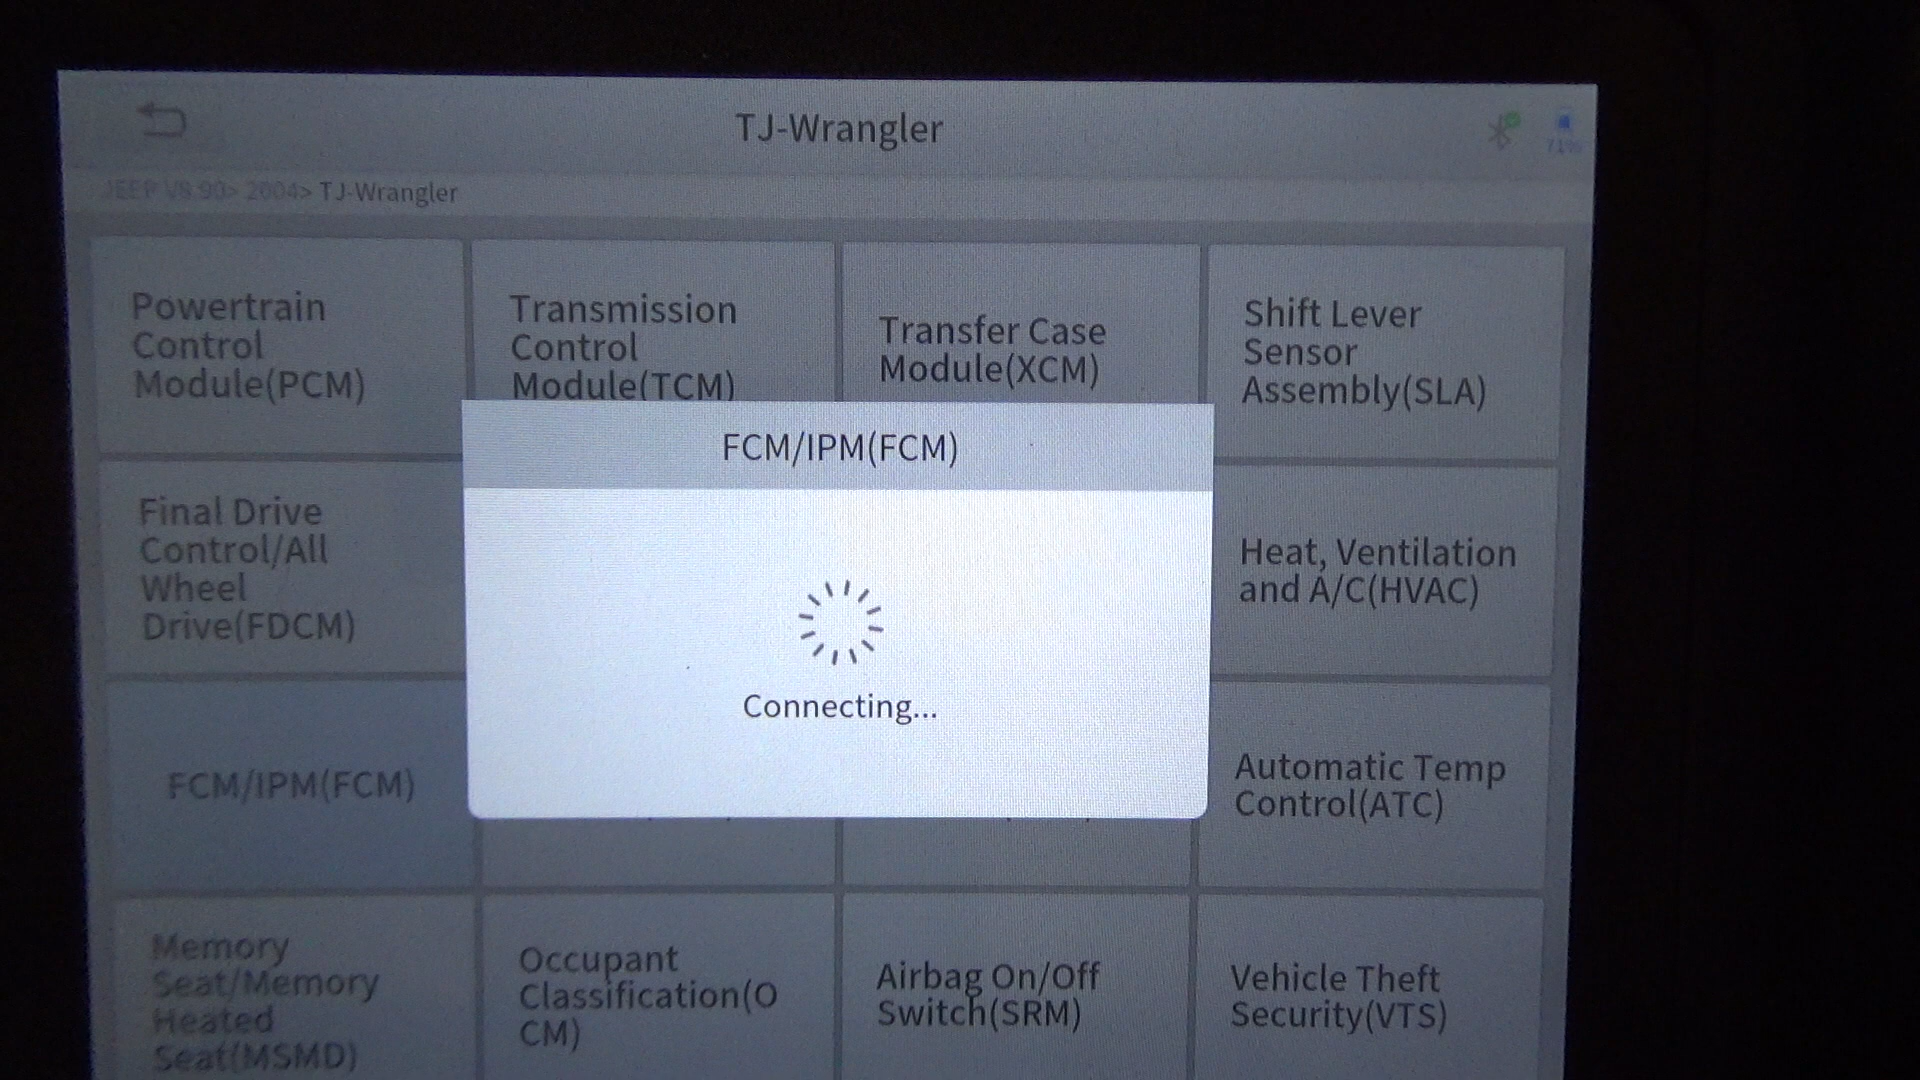 TJ-Wrangler
JEEP V8.90> 2004> TJ-Wrangler
Powertrain
Control
Module(PCM)
Transmission
Control
Module(TCM)
Transfer Case
Module(XCM)
Shift Lever
Sensor
Assembly(SLA)
FCM/IPM(FCM)
Connecting...
Final Drive
Control/All
Wheel
Drive(FDCM)
Heat, Ventilation
and A/C(HVAC)
FCM/IPM(FCM)
Automatic Temp
Control(ATC)
Memory
Seat/Memory
Heated
Seat(MSMD)
Occupant
Classification(O
CM)
Airbag On/Off
Switch(SRM)
Vehicle Theft
Security(VTS)